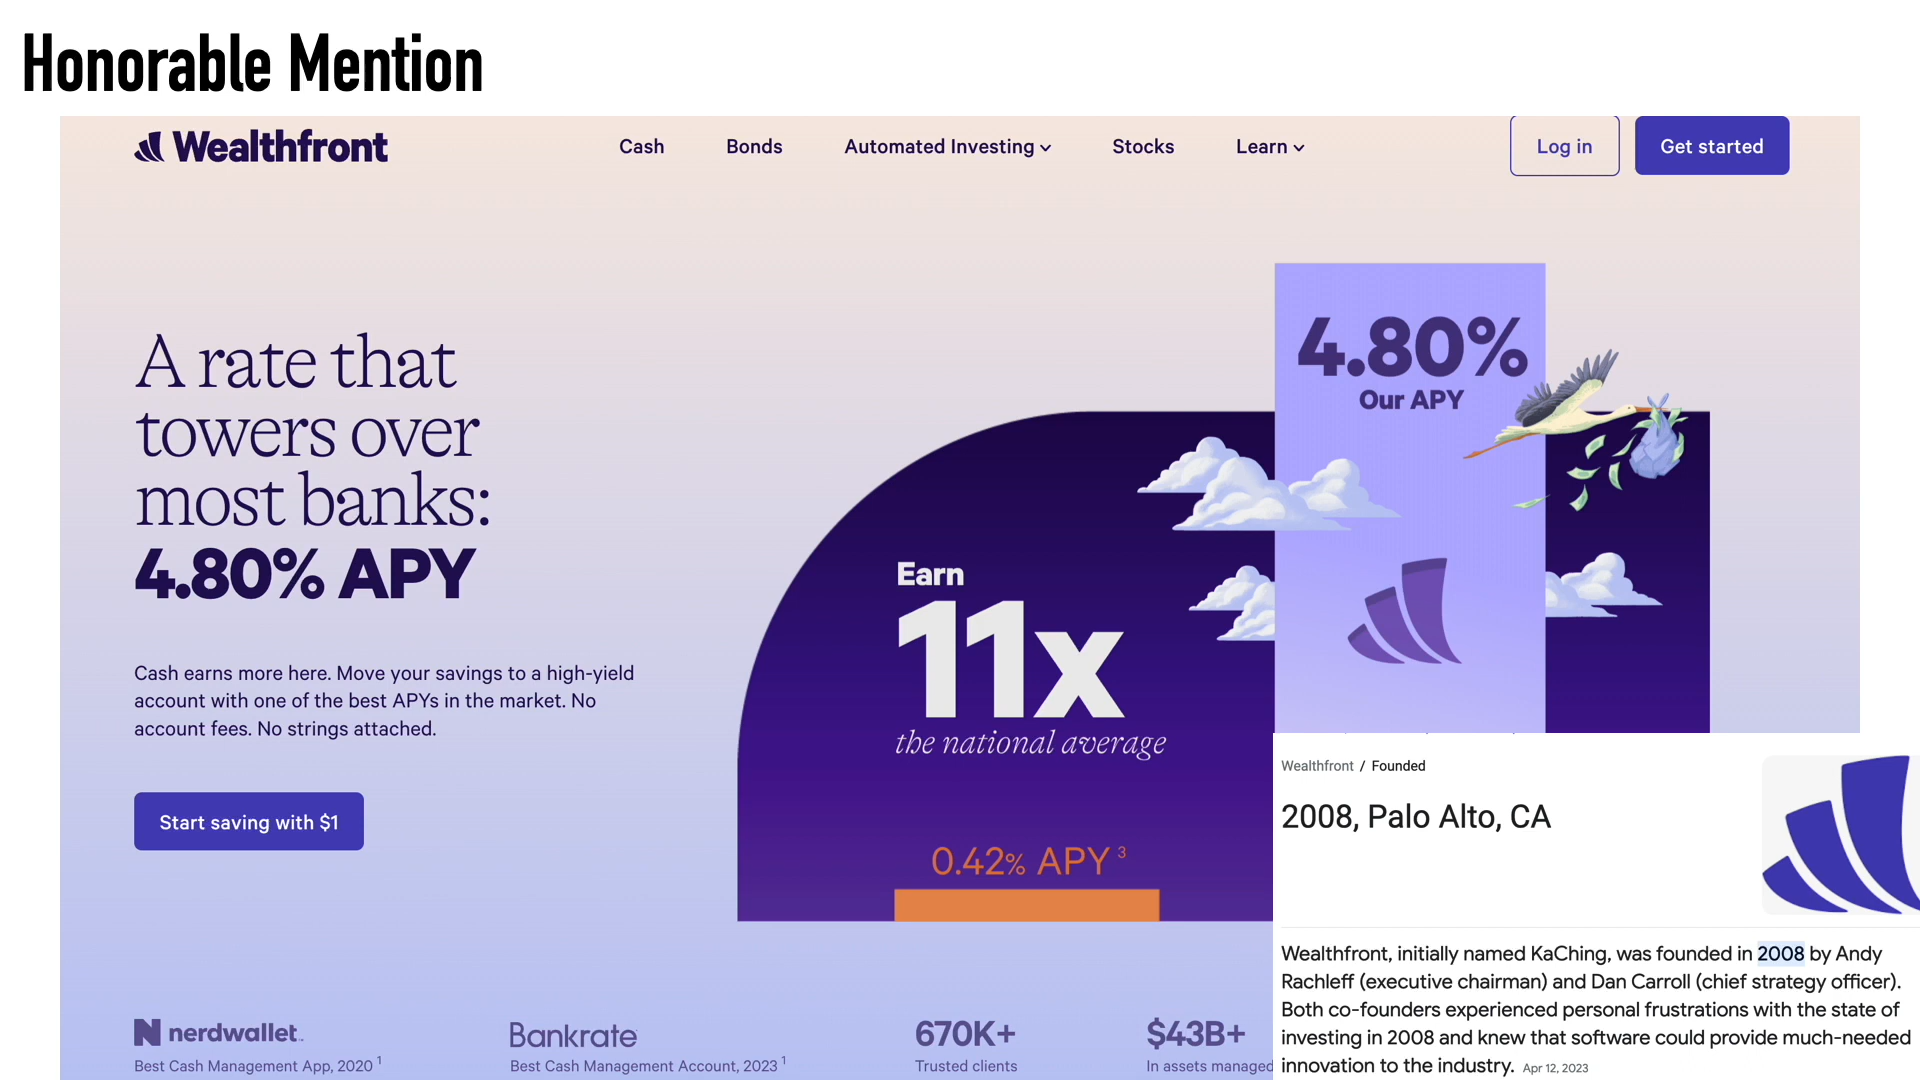 Honorable Mention
Wealthfront
Cash
Bonds
Automated Investing
Stocks
Learn
Log in
Get started
A rate that
towers over
most banks:
4.80% APY
Cash earns more here. Move your savings to a high-yield
account with one of the best APYs in the market. No
account fees. No strings attached.
Start saving with $1
4.80%
Our APY
Earn
11x
the national average
0.42% APY 3
nerdwallet
Best Cash Management App, 2020 1
Bankrate
Best Cash Management Account, 2023 1
670K+
Trusted clients
$43B+
In assets managed
Wealthfront / Founded
2008, Palo Alto, CA
Wealthfront, initially named KaChing, was founded in 2008 by Andy
Rachleff (executive chairman) and Dan Carroll (chief strategy officer).
Both co-founders experienced personal frustrations with the state of
investing in 2008 and knew that software could provide much-needed
innovation to the industry. Apr 12, 2023